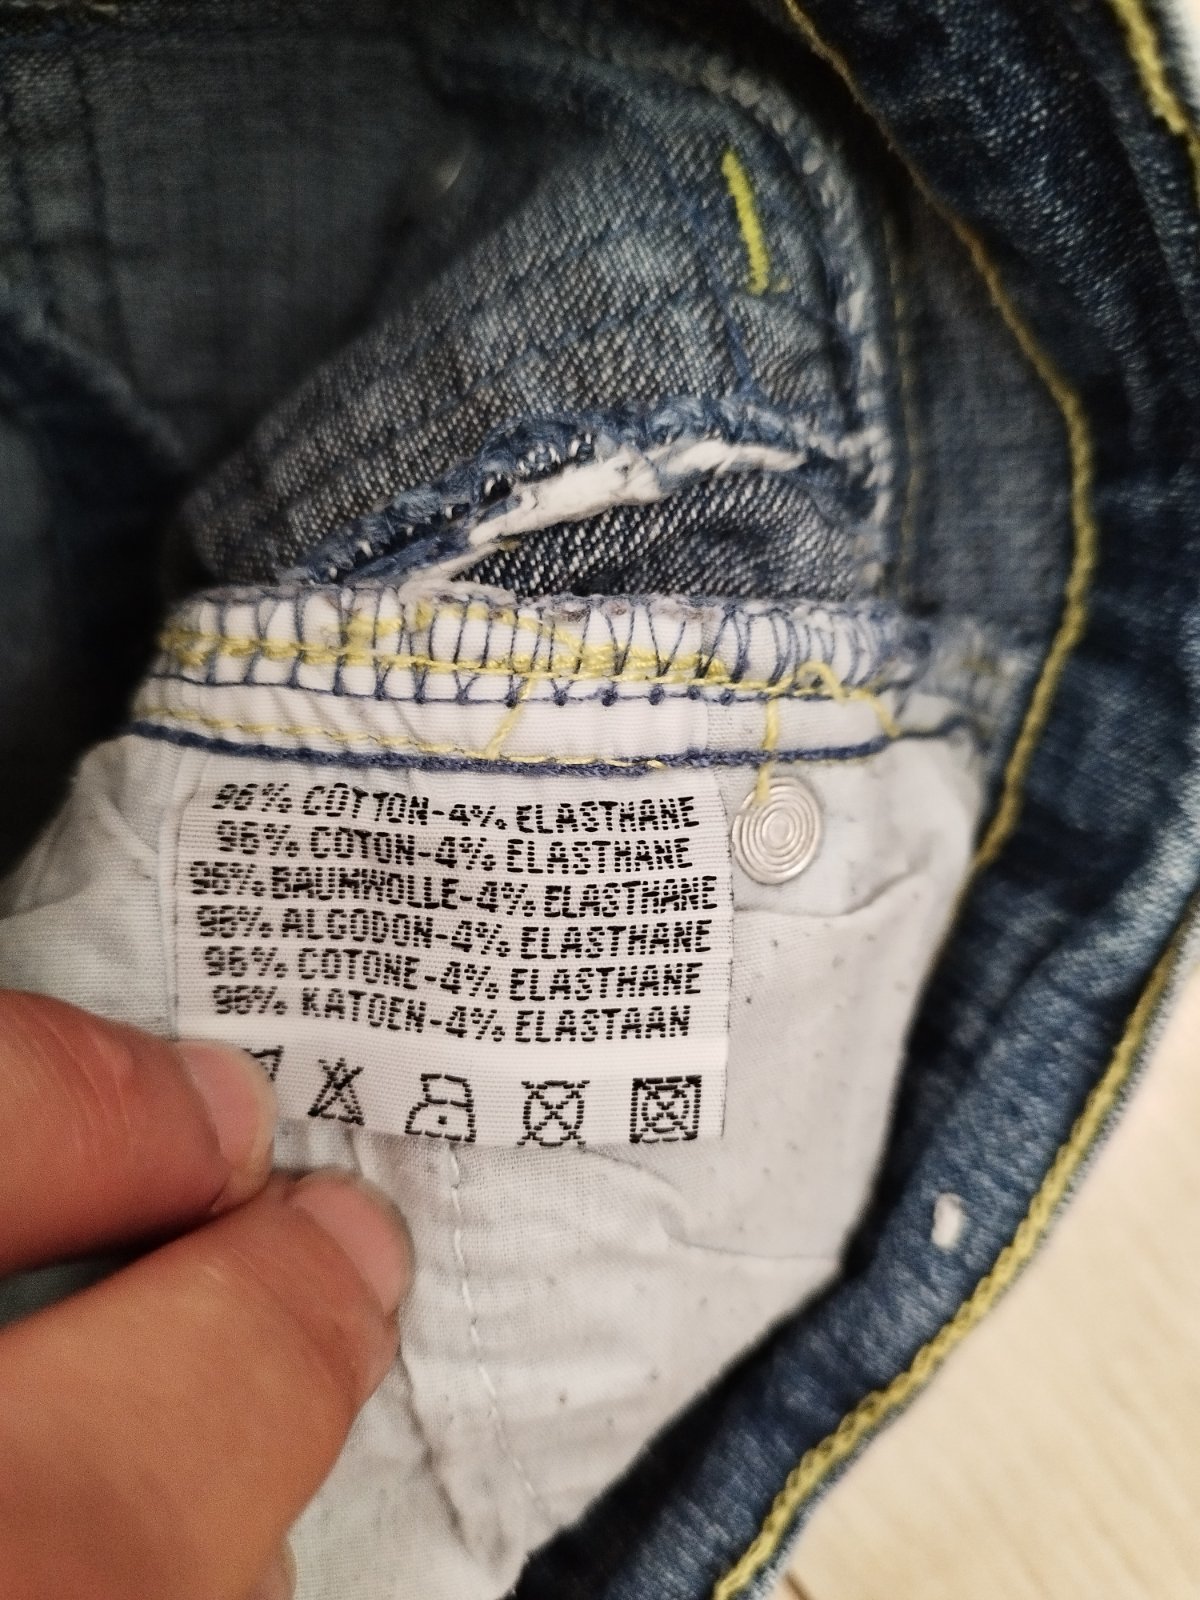 96% COTTON-4% ELASTHANE
96% COTON-4% ELASTHANE
96% BAUMWOLLE-4% ELASTHANE
96% ALGODON-4% ELASTHANE
96% COTONE-4% ELASTHANE
96% KATOEN-4% ELASTAAN